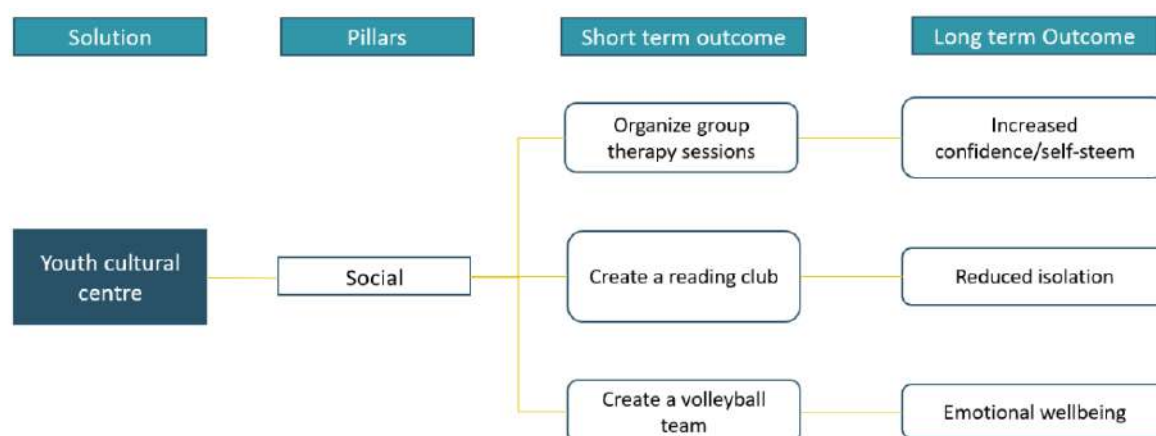 Solution
Pillars
Short term outcome
Long term Outcome
Organize group
therapy sessions
Increased
confidence/self-steem
Youth cultural
centre
Social
Create a reading club
Reduced isolation
Create a volleyball
team
Emotional wellbeing